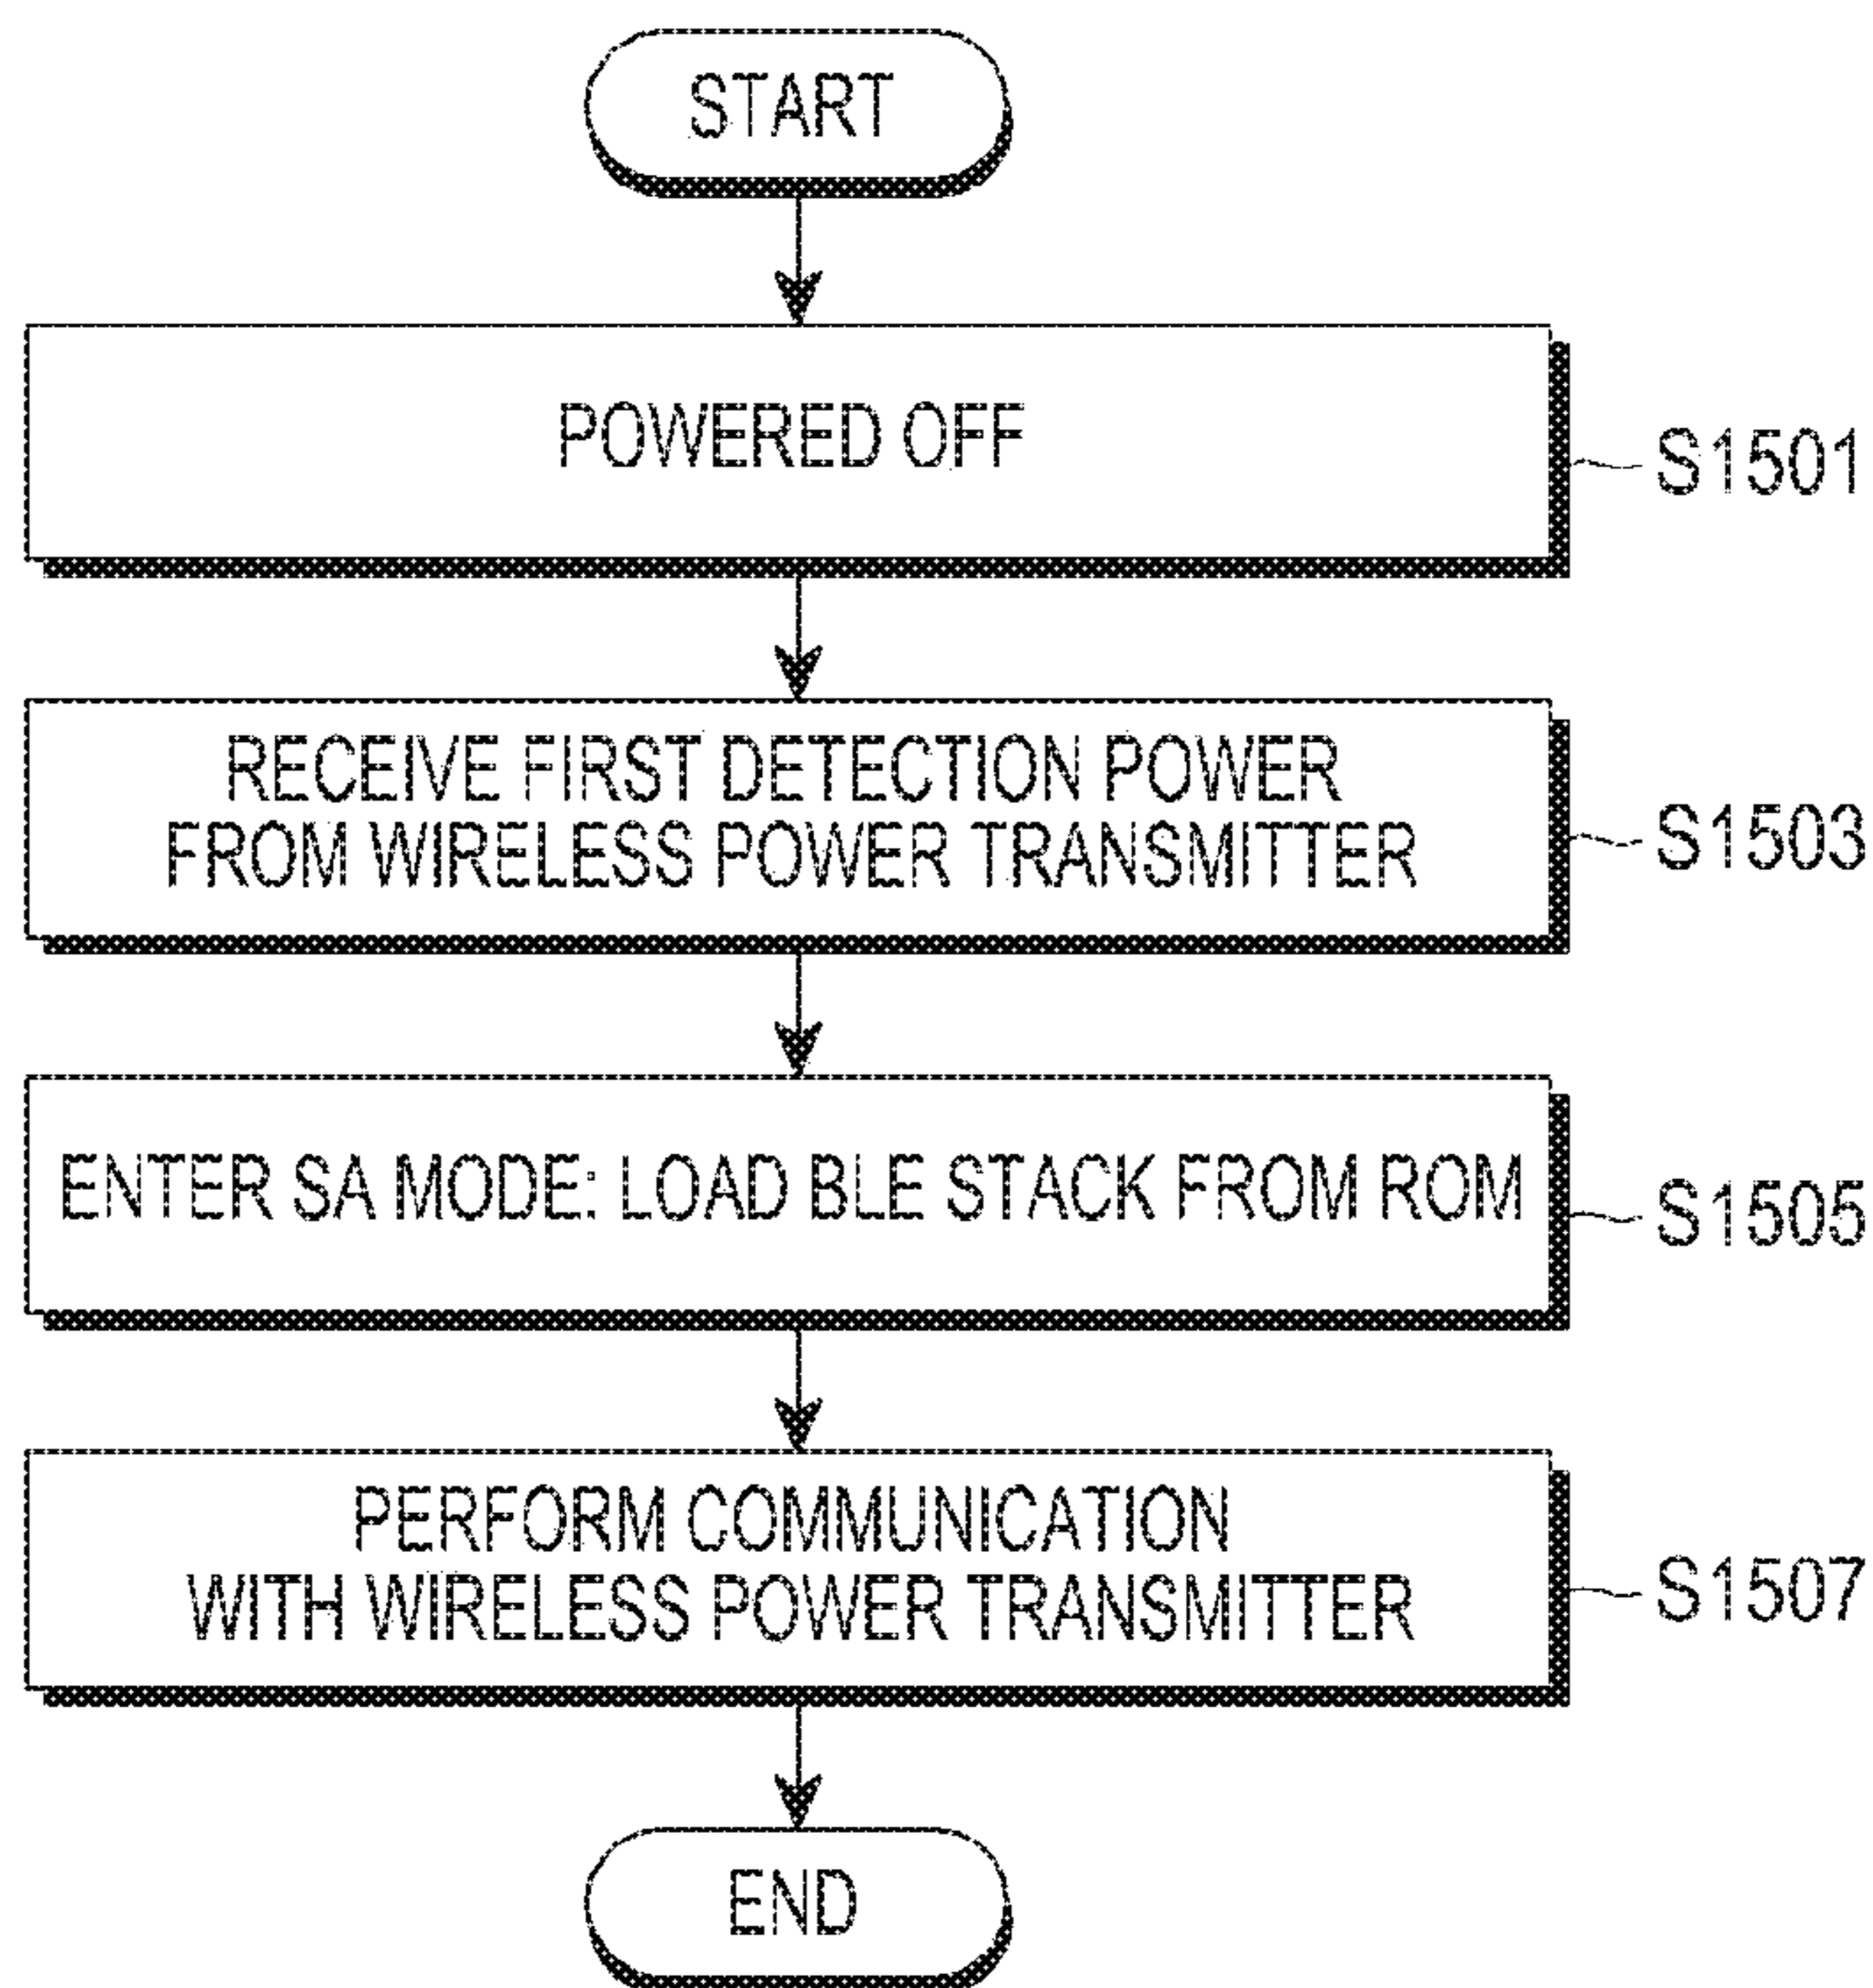 START
POWERED OFF
S1501
RECEIVE FIRST DETECTION POWER
FROM WIRELESS POWER TRANSMITTER
S1503
ENTER SA MODE: LOAD BLE STACK FROM ROM
S1505
PERFORM COMMUNICATION
WITH WIRELESS POWER TRANSMITTER
S1507
END